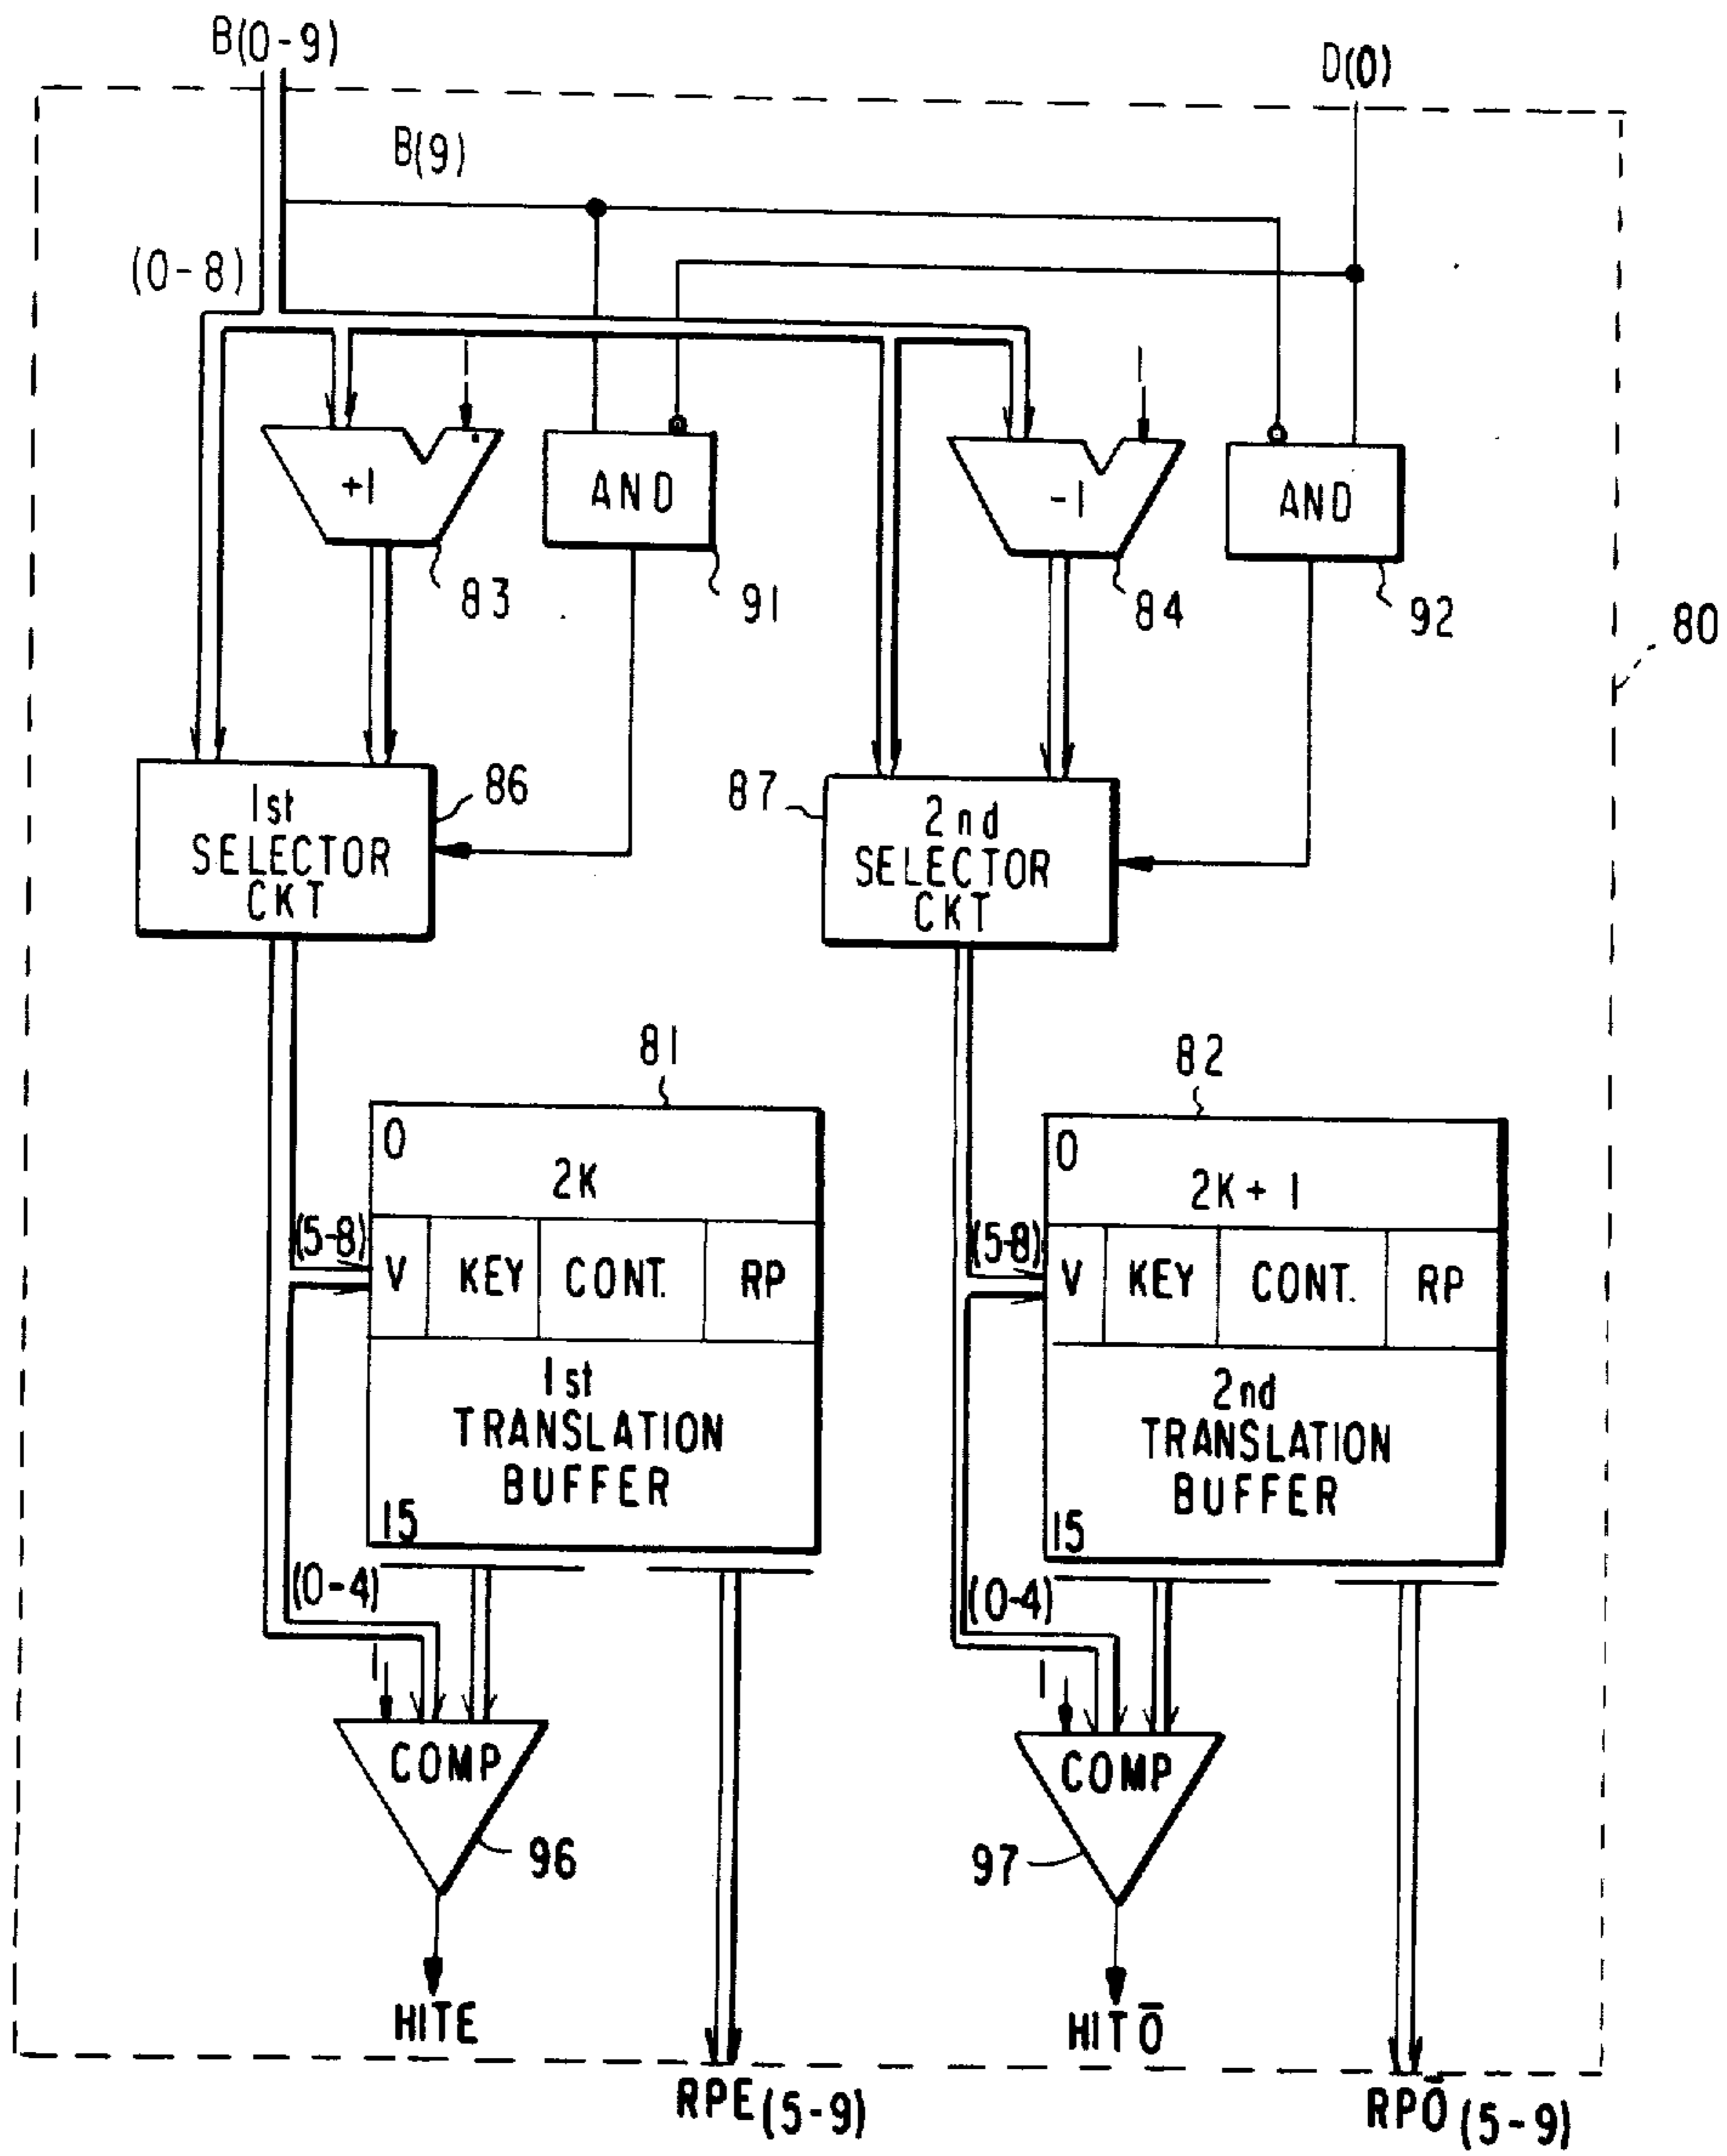 B(0-9)
D(0)
B(9)
(0-8)
+1
AND
-1
AND
83
91
84
92
80
1st
SELECTOR
CKT
86
87
2nd
SELECTOR
CKT
81
82
0
2K
0
2K+1
(5-8)
V KEY CONT. RP
(5-8)
V KEY CONT. RP
1st
TRANSLATION
BUFFER
15
2nd
TRANSLATION
BUFFER
15
(0-4)
(0-4)
1
1
COMP
COMP
96
97
HITE
HITO̅
RPE(5-9)
RPO̅(5-9)